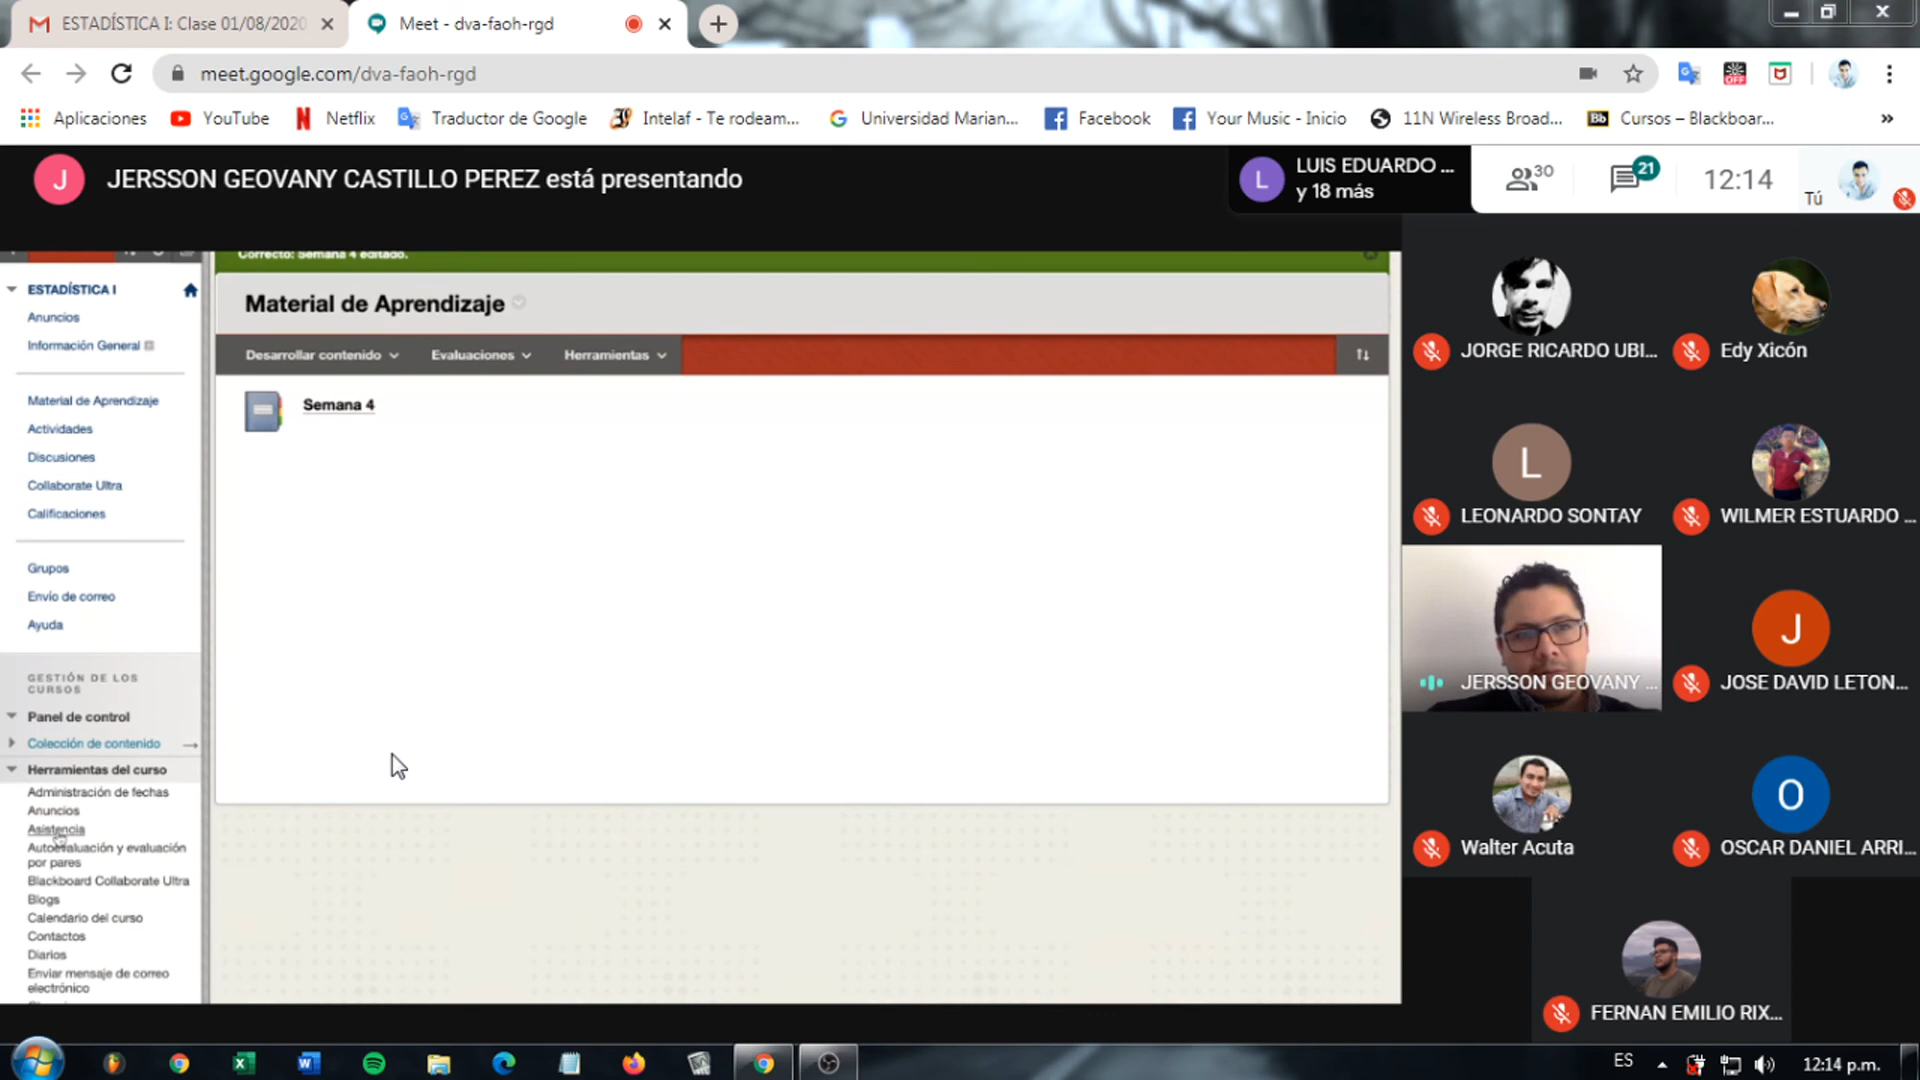 ESTADÍSTICA I: Clase 01/08/2020
Meet - dva-faoh-rgd
meet.google.com/dva-faoh-rgd
Aplicaciones YouTube Netflix Traductor de Google Intelaf - Te rodeam... Universidad Marian... Facebook Your Music - Inicio 11N Wireless Broad... Cursos – Blackboar... »
J JERSSON GEOVANY CASTILLO PEREZ está presentando
L LUIS EDUARDO ...
y 18 más
30
21
12:14
Tú
Correcto: Semana 4 editado.
ESTADÍSTICA I
Anuncios
Información General
Material de Aprendizaje
Actividades
Discusiones
Collaborate Ultra
Calificaciones
Grupos
Envío de correo
Ayuda
GESTIÓN DE LOS
CURSOS
Panel de control
Colección de contenido
Herramientas del curso
Administración de fechas
Anuncios
Asistencia
Autoevaluación y evaluación
por pares
Blackboard Collaborate Ultra
Blogs
Calendario del curso
Contactos
Diarios
Enviar mensaje de correo
electrónico
Material de Aprendizaje
Desarrollar contenido Evaluaciones Herramientas
Semana 4
JORGE RICARDO UBI...
Edy Xicón
L
LEONARDO SONTAY
WILMER ESTUARDO ...
JERSSON GEOVANY ...
J
JOSE DAVID LETON...
Walter Acuta
O
OSCAR DANIEL ARRI...
FERNAN EMILIO RIX...
ES
12:14 p.m.